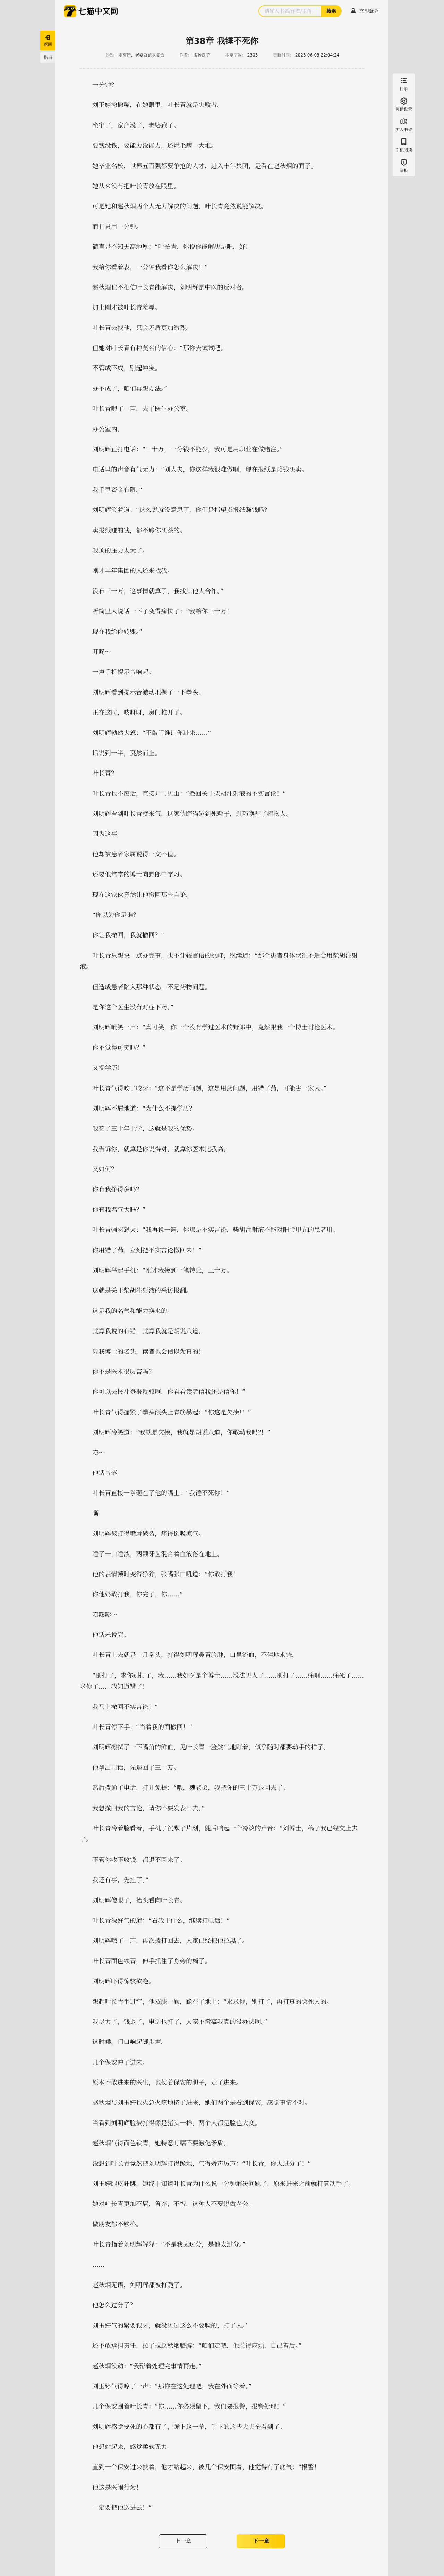 七猫中文网
请输入书名/作者/主角
搜索
立即登录
返回
阅读
目录
阅读设置
加入书架
手机阅读
举报
第38章 我锤不死你
2303
2023-06-03 22:04:24
一分钟？
刘玉婷撇撇嘴，在她眼里，叶长青就是失败者。
坐牢了，家产没了，老婆跑了。
要钱没钱，要能力没能力，还烂毛病一大堆。
她毕业名校，世界五百强都要争抢的人才，进入丰年集团，是看在赵秋烟的面子。
她从来没有把叶长青放在眼里。
可是她和赵秋烟两个人无力解决的问题，叶长青竟然说能解决。
而且只用一分钟。
简直是不知天高地厚：“叶长青，你说你能解决是吧，好！
我给你看着表，一分钟我看你怎么解决！”
赵秋烟也不相信叶长青能解决，刘明辉是中医的反对者。
加上刚才被叶长青羞辱。
叶长青去找他，只会矛盾更加激烈。
但她对叶长青有种莫名的信心：“那你去试试吧。
不管成不成，别起冲突。
办不成了，咱们再想办法。”
叶长青嗯了一声，去了医生办公室。
办公室内。
刘明辉正打电话：“三十万，一分钱不能少，我可是用职业在做赌注。”
电话里的声音有气无力：“刘大夫，你这样我很难做啊，现在报纸是赔钱买卖。
我手里资金有限。”
刘明辉笑着道：“这么说就没意思了，你们是指望卖报纸赚钱吗？
卖报纸赚的钱，都不够你买茶的。
我顶的压力太大了。
刚才丰年集团的人还来找我。
没有三十万，这事情就算了，我找其他人合作。”
听筒里人说话一下子变得痛快了：“我给你三十万！
现在我给你转账。”
叮咚～
一声手机提示音响起。
刘明辉看到提示音激动地握了一下拳头。
正在这时，吱呀呀，房门推开了。
刘明辉勃然大怒：“不敲门谁让你进来……”
话说到一半，戛然而止。
叶长青？
叶长青也不废话，直接开门见山：“撤回关于柴胡注射液的不实言论！”
刘明辉看到叶长青就来气，这家伙瞎猫碰到死耗子，赶巧唤醒了植物人。
因为这事。
他却被患者家属说得一文不值。
还要他堂堂的博士向野郎中学习。
现在这家伙竟然让他撤回那些言论。
“你以为你是谁？
你让我撤回，我就撤回？”
叶长青只想快一点办完事，也不计较言语的挑衅，继续道：“那个患者身体状况不适合用柴胡注射
液。
但造成患者陷入那种状态，不是药物问题。
是你这个医生没有对症下药。”
刘明辉嗤笑一声：“真可笑，你一个没有学过医术的野郎中，竟然跟我一个博士讨论医术。
你不觉得可笑吗？”
又提学历！
叶长青气得咬了咬牙：“这不是学历问题，这是用药问题，用错了药，可能害一家人。”
刘明辉不屑地道：“为什么不提学历？
我花了三十年上学，这就是我的优势。
我告诉你，就算是你说得对，就算你医术比我高。
又如何？
你有我挣得多吗？
你有我名气大吗？”
叶长青强忍怒火：“我再说一遍，你那是不实言论，柴胡注射液不能对阳虚甲亢的患者用。
你用错了药，立刻把不实言论撤回来！”
刘明辉举起手机：“刚才我接到一笔转账，三十万。
这就是关于柴胡注射液的采访报酬。
这是我的名气和能力换来的。
就算我说的有错，就算我就是胡说八道。
凭我博士的名头，读者也会信以为真的！
你不是医术很厉害吗？
你可以去报社登报反驳啊，你看看读者信我还是信你！”
叶长青气得握紧了拳头额头上青筋暴起：“你这是欠揍!！”
刘明辉冷笑道：“我就是欠揍，我就是胡说八道，你敢动我吗?！”
嘭～
他话音落。
叶长青直接一拳砸在了他的嘴上：“我锤不死你！”
嘶
刘明辉被打得嘴唇破裂，痛得倒吸凉气。
唾了一口唾液，两颗牙齿混合着血液落在地上。
他的表情顿时变得狰狞，张嘴张口吼道：“你敢打我！
你他妈敢打我，你完了，你……”
嘭嘭嘭～
他话未说完。
叶长青上去就是十几拳头，打得刘明辉鼻青脸肿，口鼻流血，不停地求饶。
“别打了，求你别打了，我……我好歹是个博士……没法见人了……别打了……痛啊……痛死了……
求你了……我知道错了！
我马上撤回不实言论！”
叶长青停下手：“当着我的面撤回！”
刘明辉擦拭了一下嘴角的鲜血，见叶长青一脸煞气地盯着，似乎随时都要动手的样子。
他拿出电话，先退回了三十万。
然后拨通了电话，打开免提：“喂，魏老弟，我把你的三十万退回去了。
我想撤回我的言论，请你不要发表出去。”
叶长青冷着脸看着，手机了沉默了片刻，随后响起一个冷淡的声音：“刘博士，稿子我已经交上去
了。
不管你收不收钱，都退不回来了。
我还有事，先挂了。”
刘明辉傻眼了，抬头看向叶长青。
叶长青没好气的道：“看我干什么，继续打电话！”
刘明辉哦了一声，再次拨打回去，人家已经把他拉黑了。
叶长青面色铁青，伸手抓住了身旁的椅子。
刘明辉吓得惊骇欲绝。
想起叶长青坐过牢，他双腿一软，跪在了地上：“求求你，别打了，再打真的会死人的。
我尽力了，钱退了，电话也打了，人家不撤稿我真的没办法啊。”
这时候，门口响起脚步声。
几个保安冲了进来。
原本不敢进来的医生，也仗着保安的胆子，走了进来。
赵秋烟与刘玉婷也火急火燎地挤了进来，她们两个是看到保安，感觉事情不对。
当看到刘明辉脸被打得像是猪头一样，两个人都是脸色大变。
赵秋烟气得面色铁青，她特意叮嘱不要激化矛盾。
没想到叶长青竟然把刘明辉打得跪地，气得娇声厉声：“叶长青，你太过分了！”
刘玉婷眼皮狂跳，她终于知道叶长青为什么说一分钟解决问题了，原来进来之前就打算动手了。
她对叶长青更加不屑，鲁莽，不智，这种人不要说做老公。
做朋友都不够格。
叶长青指着刘明辉解释：“不是我太过分，是他太过分。”
……
赵秋烟无语，刘明辉都被打跪了。
他怎么过分了？
刘玉婷气的紧要银牙，就没见过这么不要脸的，打了人。’
还不敢承担责任，拉了拉赵秋烟胳膊：“咱们走吧，他惹得麻烦，自己善后。”
赵秋烟没动：“我帮着处理完事情再走。”
刘玉婷气得哼了一声：“那你在这处理吧，我在外面等着。”
几个保安围着叶长青：“你……你必须留下，我们要报警，报警处理！”
刘明辉感觉要死的心都有了，跪下这一幕，手下的这些大夫全看到了。
他想站起来，感觉柔软无力。
直到一个保安过来扶着，他才站起来，被几个保安围着，他觉得有了底气：“报警！
他这是医闹行为！
一定要把他送进去！”
上一章
下一章